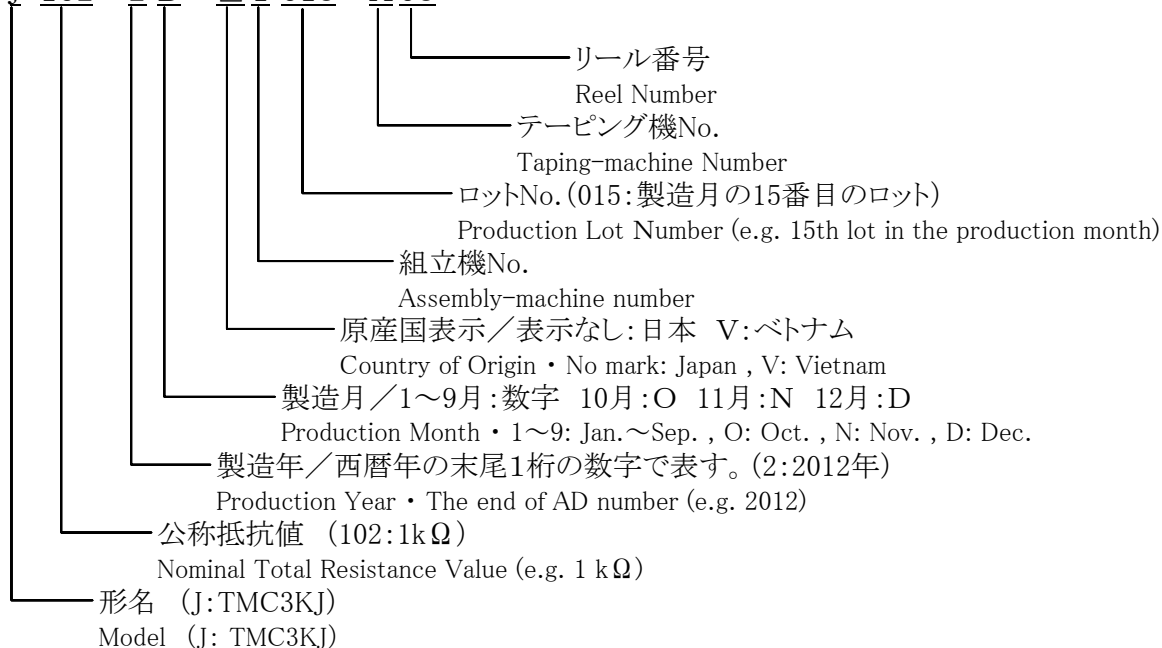 リール番号
Reel Number
テーピング機No.
Taping-machine Number
ロットNo.(015:製造月の15番目のロット)
Production Lot Number (e.g. 15th lot in the production month)
組立機No.
Assembly-machine number
原産国表示／表示なし:日本 V:ベトナム
Country of Origin・No mark: Japan , V: Vietnam
製造月／1～9月:数字 10月:O 11月:N 12月:D
Production Month・1～9: Jan.～Sep. , O: Oct. , N: Nov. , D: Dec.
製造年／西暦年の末尾1桁の数字で表す。(2:2012年)
Production Year・The end of AD number (e.g. 2012)
公称抵抗値 (102:1kΩ)
Nominal Total Resistance Value (e.g. 1 kΩ)
形名 (J:TMC3KJ)
Model (J: TMC3KJ)